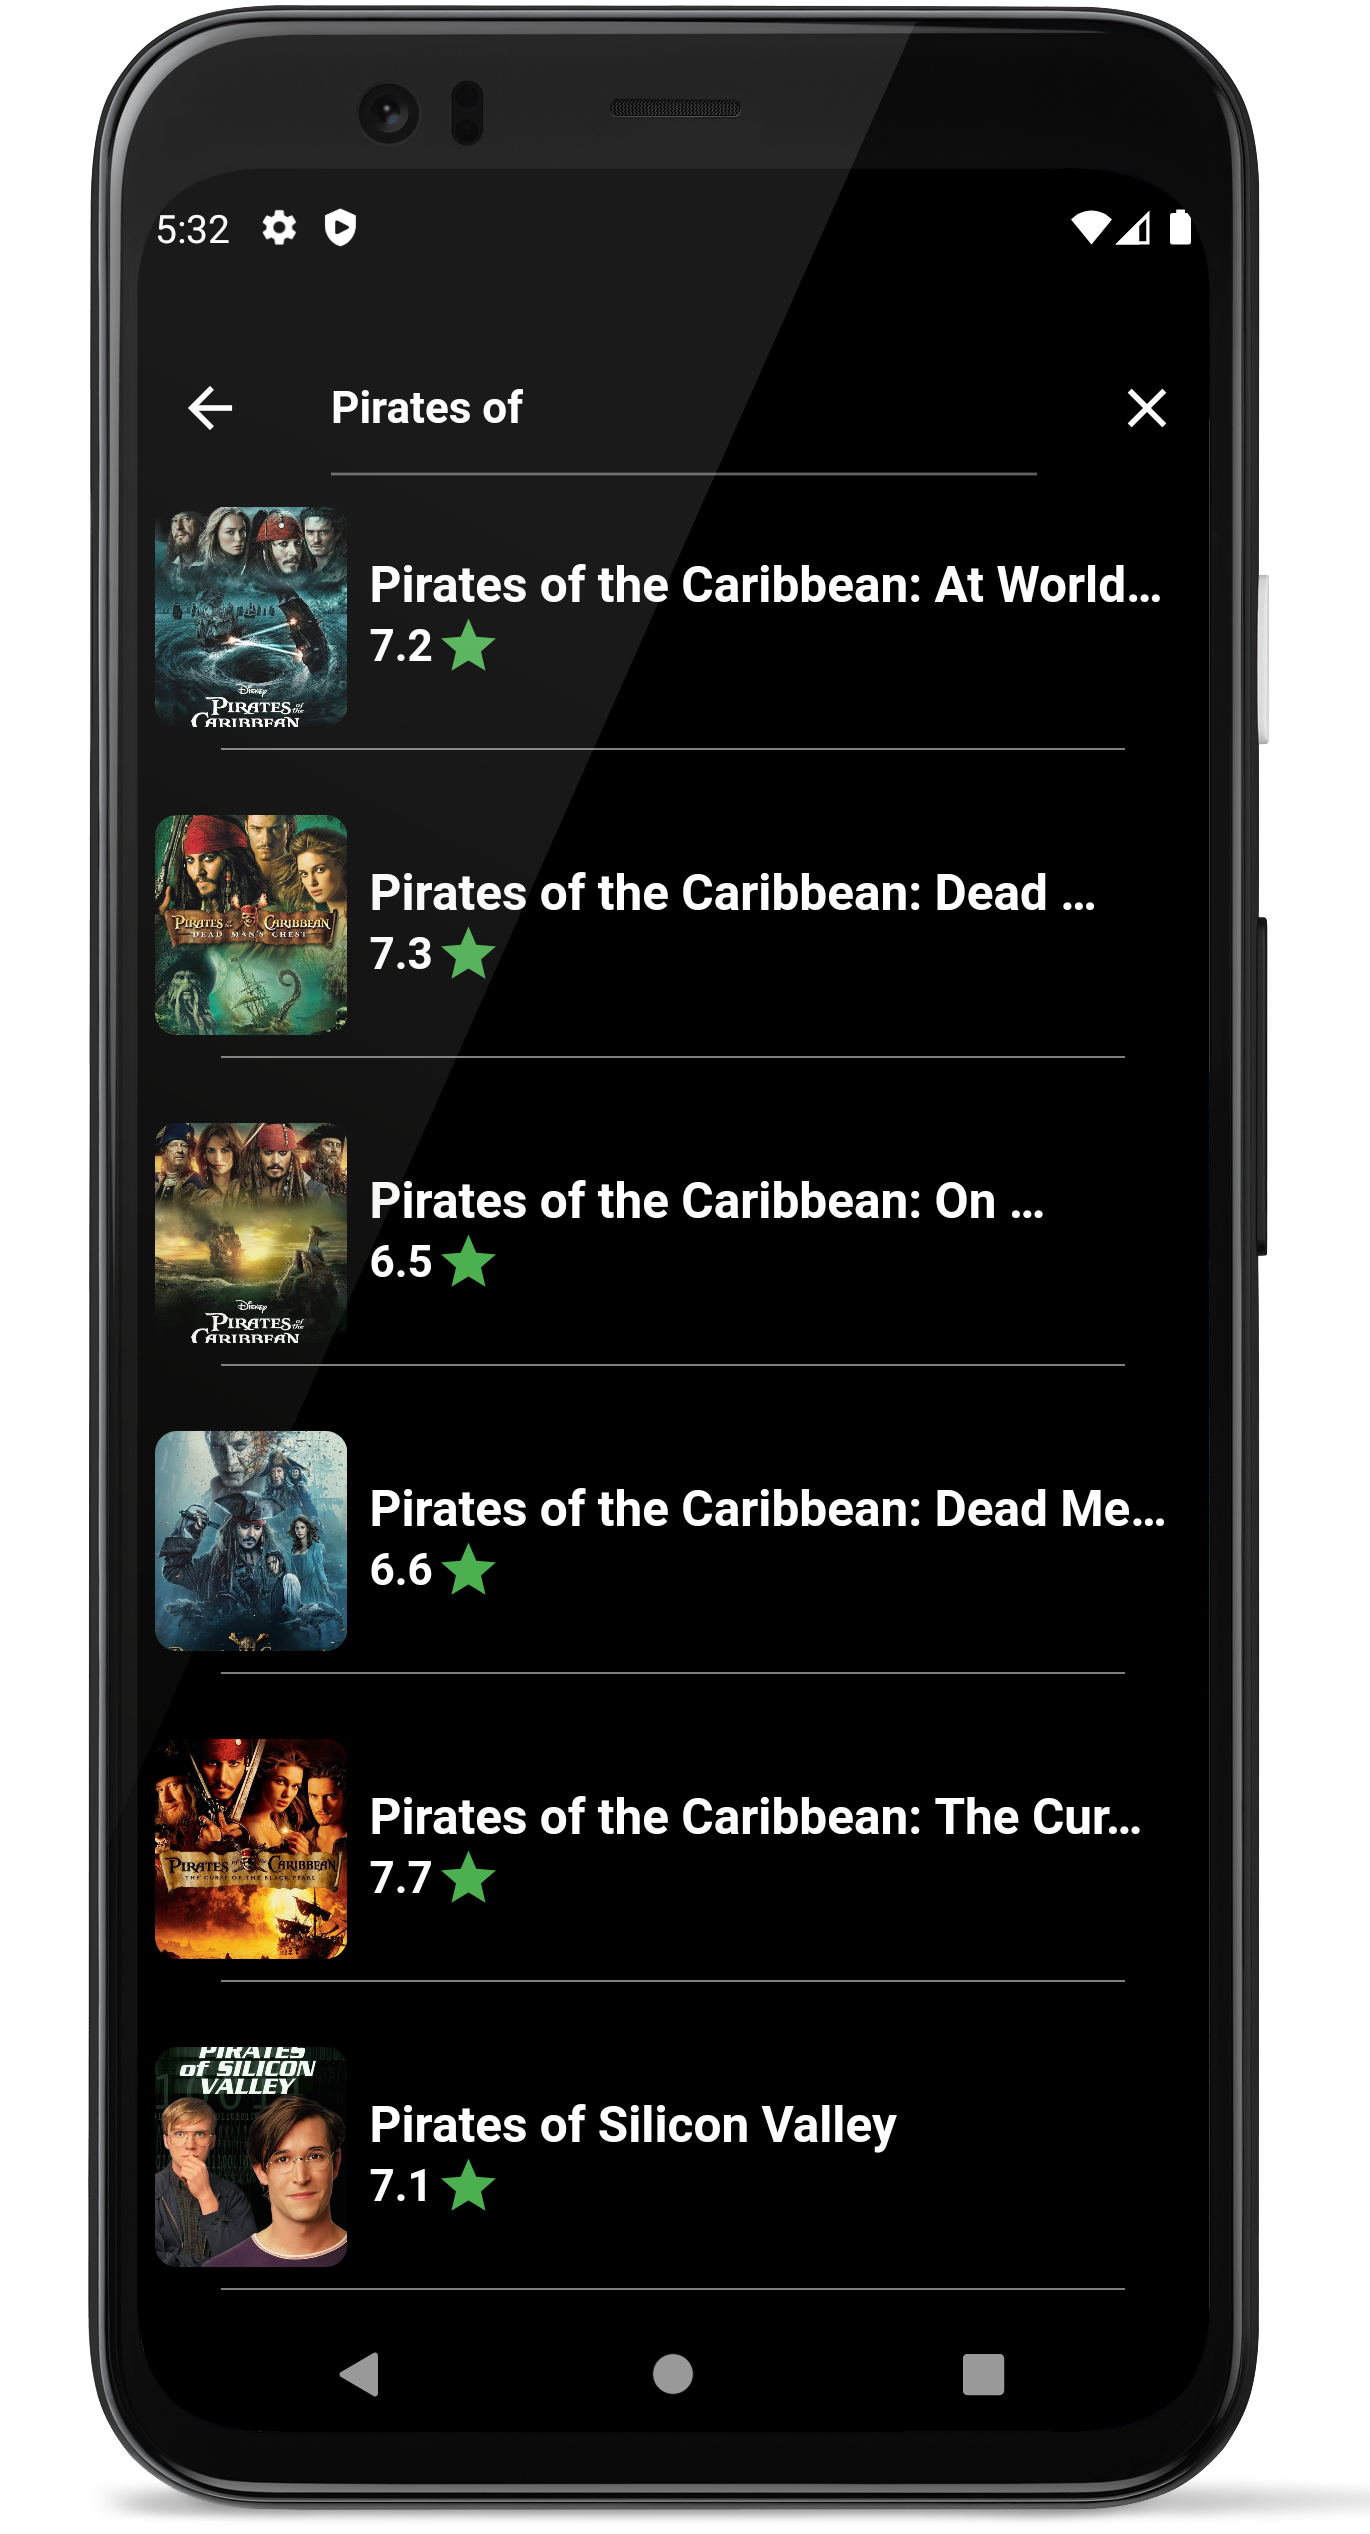 5:32
Pirates of
Pirates of the Caribbean: At World...
7.2
Disney
PIRATES of the
CARIBBEAN
Pirates of the Caribbean: Dead ...
7.3
PIRATES of the CARIBBEAN
DEAD MAN'S CHEST
Pirates of the Caribbean: On ...
6.5
Disney
PIRATES of the
CARIBBEAN
Pirates of the Caribbean: Dead Me...
6.6
Pirates of the Caribbean: The Cur...
7.7
PIRATES of the CARIBBEAN
THE CURSE OF THE BLACK PEARL
PIRATES
of SILICON
VALLEY
Pirates of Silicon Valley
7.1